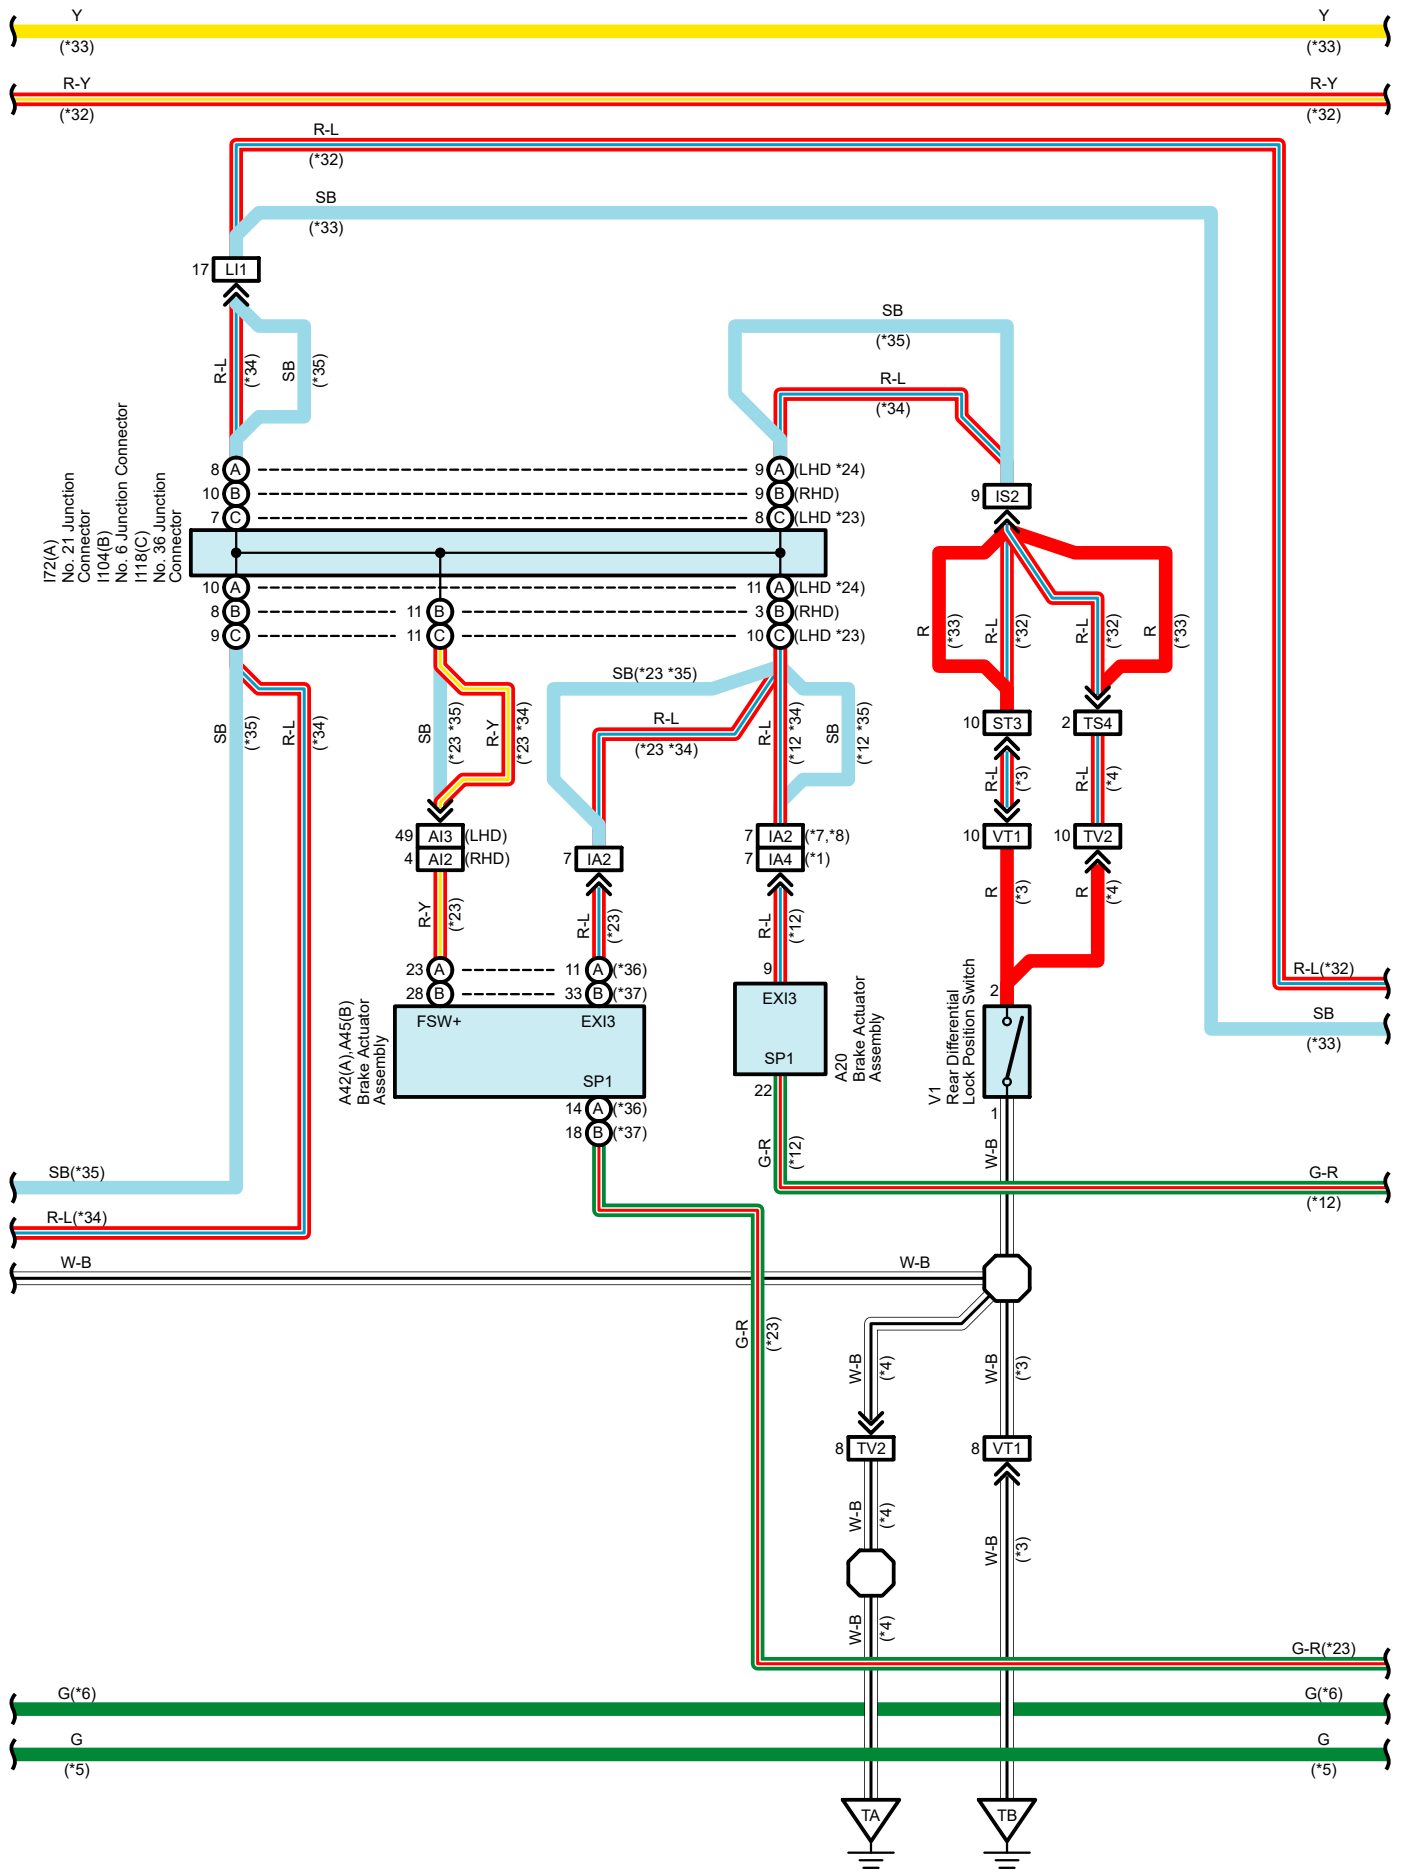 Y Y
(*33) (*33)
R-Y R-Y
(*32) (*32)
R-L
(*32)
SB
(*33)
17 LI1
SB
(*35)
R-L
(*34)
R-L
(*34)
SB
(*35)
I72(A)
No. 21 Junction
Connector
I104(B)
No. 6 Junction Connector
I118(C)
No. 36 Junction
Connector
8 A 9 A (LHD *24)
10 B 9 B (RHD)
7 C 8 C (LHD *23)
9 IS2
10 A 11 A (LHD *24)
8 B 11 B 3 B (RHD)
9 C 11 C 10 C (LHD *23)
R
(*33)
R-L
(*32)
R-L
(*32)
R
(*33)
SB
(*35)
R-L
(*34)
SB
(*23 *35)
R-Y
(*23 *34)
SB(*23 *35)
R-L
(*23 *34)
R-L
(*12 *34)
SB
(*12 *35)
10 ST3 2 TS4
R-L
(*3)
R-L
(*4)
49 AI3 (LHD)
4 AI2 (RHD)
7 IA2
7 IA2 (*7,*8)
7 IA4 (*1)
10 VT1 10 TV2
R-Y
(*23)
R-L
(*23)
R-L
(*12)
R
(*3)
R
(*4)
23 A 11 A (*36)
28 B 33 B (*37)
FSW+ EXI3
SP1
A42(A),A45(B)
Brake Actuator
Assembly
14 A (*36)
18 B (*37)
9
EXI3
SP1
22
A20
Brake Actuator
Assembly
2
V1
Rear Differential
Lock Position Switch
1
R-L(*32)
SB
(*33)
G-R
(*12)
W-B
SB(*35)
G-R
(*12)
R-L(*34)
W-B W-B
G-R
(*23)
W-B
(*4)
W-B
(*3)
8 TV2 8 VT1
W-B
(*4)
W-B
(*3)
W-B
(*4)
G-R(*23)
G(*6) G(*6)
G G
(*5) (*5)
TA TB